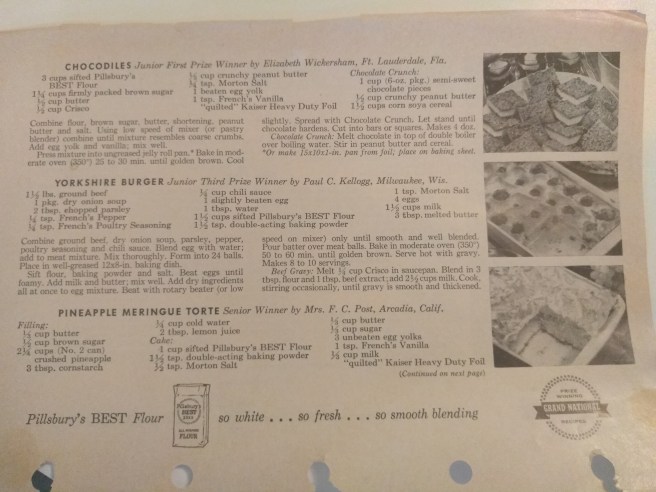 CHOCODILES Junior First Prize Winner by Elizabeth Wickersham, Ft. Lauderdale, Fla.
3 cups sifted Pillsbury's
BEST Flour
1¼ cups firmly packed brown sugar
½ cup butter
½ cup Crisco
½ cup crunchy peanut butter
¾ tsp. Morton Salt
1 beaten egg yolk
1 tsp. French's Vanilla
"quilted" Kaiser Heavy Duty Foil
Chocolate Crunch:
1 cup (6-oz. pkg.) semi-sweet
chocolate pieces
½ cup crunchy peanut butter
1½ cups corn soya cereal
Combine flour, brown sugar, butter, shortening, peanut
butter and salt. Using low speed of mixer (or pastry
blender) combine until mixture resembles coarse crumbs.
Add egg yolk and vanilla; mix well.
Press mixture into ungreased jelly roll pan.* Bake in mod-
erate oven (350°) 25 to 30 min. until golden brown. Cool
slightly. Spread with Chocolate Crunch. Let stand until
chocolate hardens. Cut into bars or squares. Makes 4 doz.
Chocolate Crunch: Melt chocolate in top of double boiler
over boiling water. Stir in peanut butter and cereal.
*Or make 15x10x1-in. pan from foil; place on baking sheet.
YORKSHIRE BURGER Junior Third Prize Winner by Paul C. Kellogg, Milwaukee, Wis.
1½ lbs. ground beef
1 pkg. dry onion soup
2 tbsp. chopped parsley
¼ tsp. French's Pepper
¼ tsp. French's Poultry Seasoning
¼ cup chili sauce
1 slightly beaten egg
1 tbsp. water
1½ cups sifted Pillsbury's BEST Flour
1½ tsp. double-acting baking powder
1 tsp. Morton Salt
4 eggs
1½ cups milk
3 tbsp. melted butter
Combine ground beef, dry onion soup, parsley, pepper,
poultry seasoning and chili sauce. Blend egg with water;
add to meat mixture. Mix thoroughly. Form into 24 balls.
Place in well-greased 12x8-in. baking dish.
Sift flour, baking powder and salt. Beat eggs until
foamy. Add milk and butter; mix well. Add dry ingredients
all at once to egg mixture. Beat with rotary beater (or low
speed on mixer) only until smooth and well blended.
Pour batter over meat balls. Bake in moderate oven (350°)
50 to 60 min. until golden brown. Serve hot with gravy.
Makes 8 to 10 servings.
Beef Gravy: Melt ¼ cup Crisco in saucepan. Blend in 3
tbsp. flour and 1 tbsp. beef extract; add 2½ cups milk. Cook,
stirring occasionally, until gravy is smooth and thickened.
PINEAPPLE MERINGUE TORTE Senior Winner by Mrs. F. C. Post, Arcadia, Calif.
Filling:
¼ cup butter
½ cup brown sugar
2¼ cups (No. 2 can)
crushed pineapple
3 tbsp. cornstarch
¼ cup cold water
2 tbsp. lemon juice
Cake:
1 cup sifted Pillsbury's BEST Flour
1½ tsp. double-acting baking powder
½ tsp. Morton Salt
¼ cup butter
½ cup sugar
3 unbeaten egg yolks
1 tsp. French's Vanilla
½ cup milk
"quilted" Kaiser Heavy Duty Foil
(Continued on next page)
Pillsbury's BEST Flour
Pillsbury's
BEST
FLOUR
so white . . . so fresh . . . so smooth blending
PRIZE
WINNING
GRAND NATIONAL
RECIPES